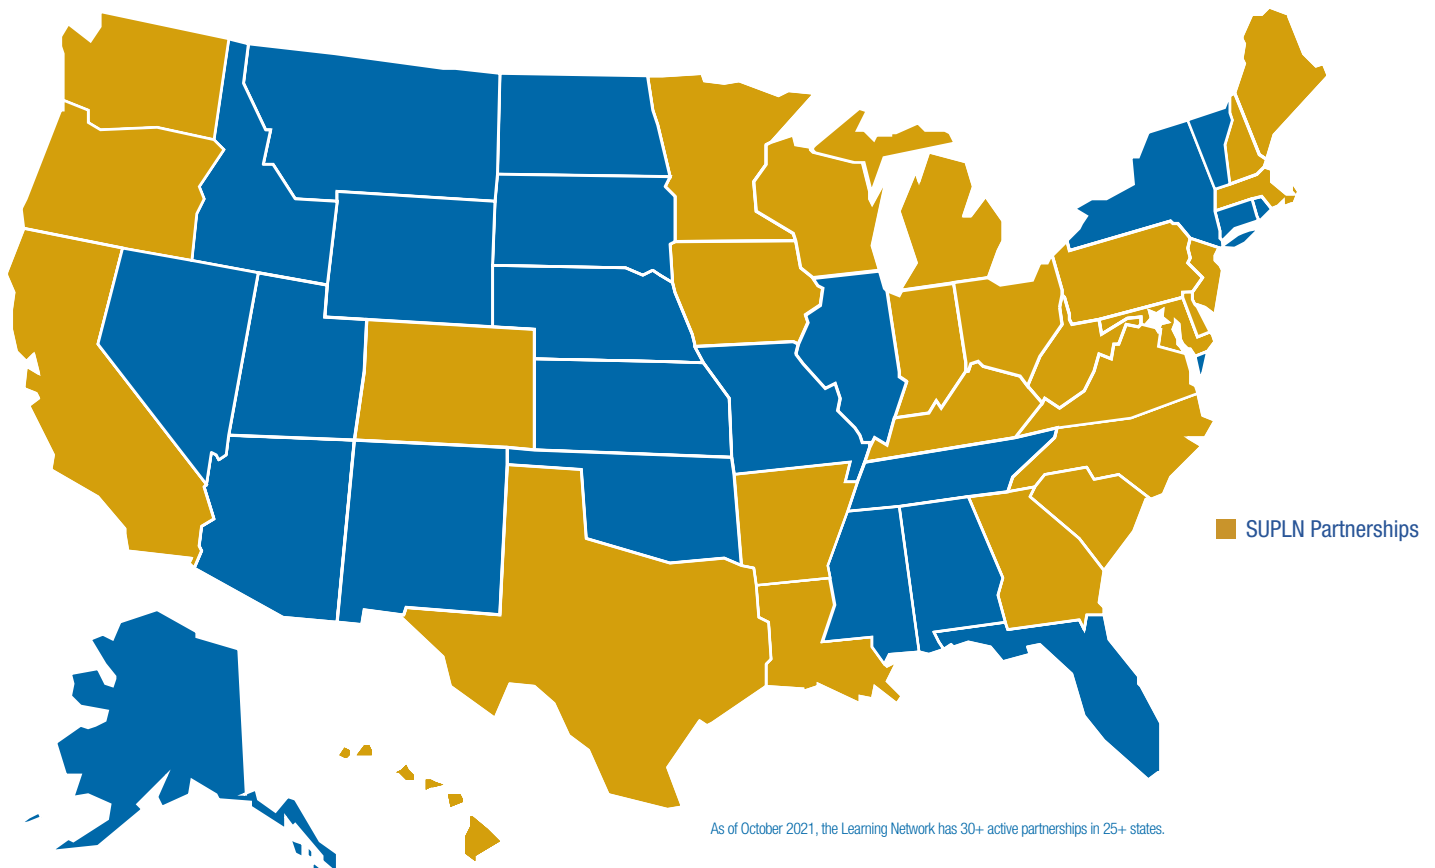 SUPLN Partnerships
As of October 2021, the Learning Network has 30+ active partnerships in 25+ states.